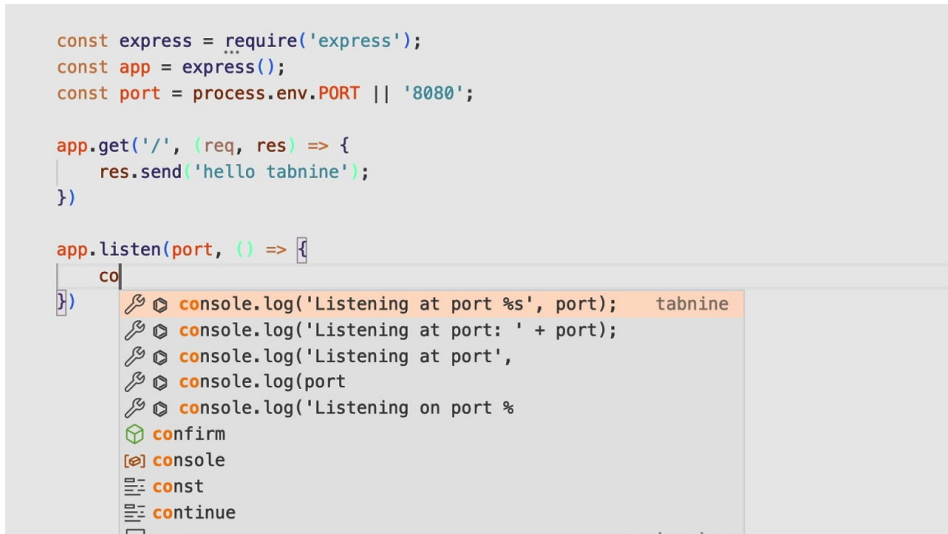 const express = require('express');
const app = express();
const port = process.env.PORT || '8080';
app.get('/', (req, res) => {
    res.send('hello tabnine');
})
app.listen(port, () => {
    co
})
console.log('Listening at port %s', port); tabnine
console.log('Listening at port: ' + port);
console.log('Listening at port',
console.log(port
console.log('Listening on port %
confirm
console
const
continue